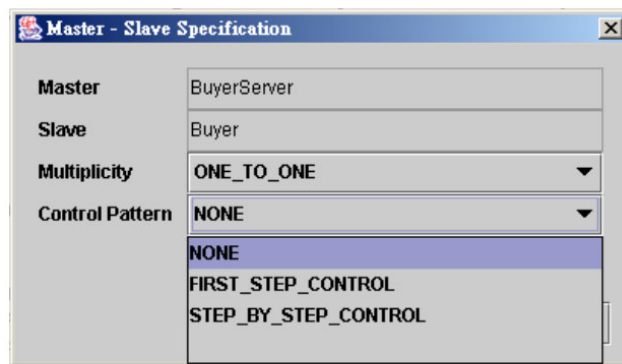 Master - Slave Specification
Master BuyerServer
Slave Buyer
Multiplicity ONE_TO_ONE
Control Pattern NONE
NONE
FIRST_STEP_CONTROL
STEP_BY_STEP_CONTROL